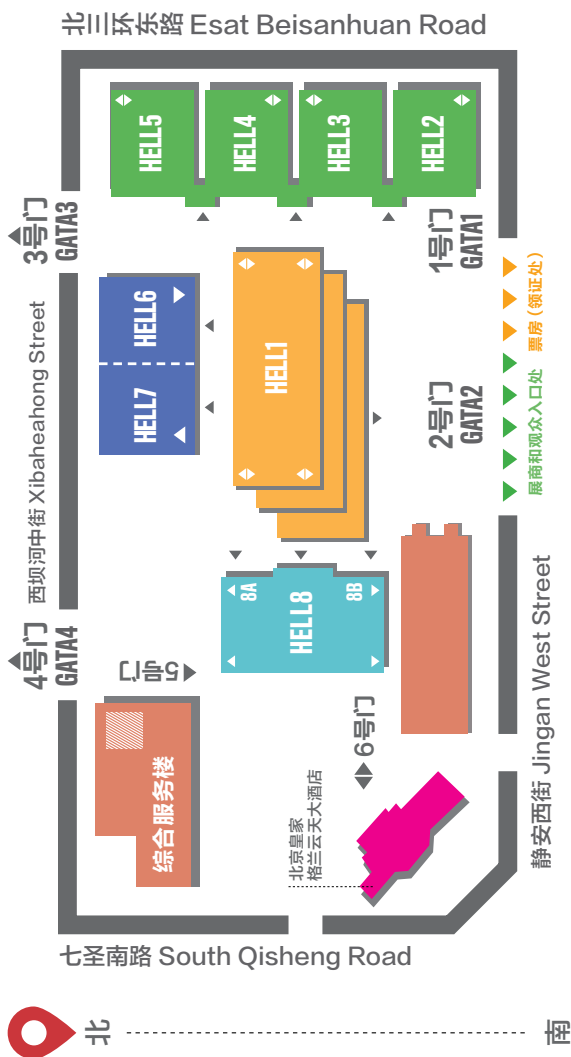 北三环东路 Esat Beisanhuan Road
HELL5
HELL4
HELL3
HELL2
3号门
GATA3
1号门
GATA1
HELL6
HELL7
HELL1
西坝河中街 Xibaheahong Street
2号门
GATA2
票房（领证处）
展商和观众入口处
4号门
GATA4
5号门
8A
HELL8
8B
综合服务楼
6号门
北京皇家
格兰云天大酒店
静安西街 Jingan West Street
七圣南路 South Qisheng Road
北
南